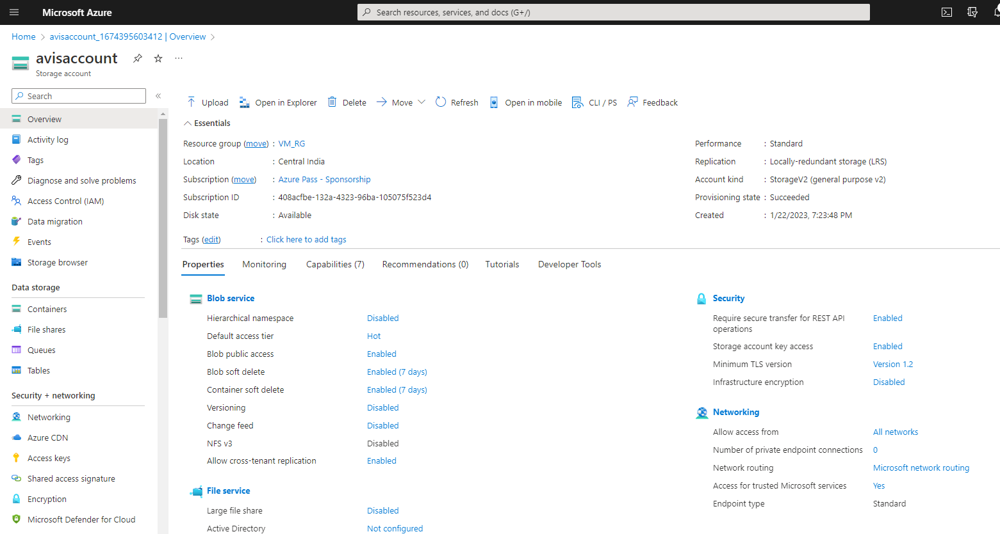 Microsoft Azure
Search resources, services, and docs (G+/)
Home > avisaccount_1674395603412 | Overview >
avisaccount
...
Storage account
Search
«
Overview
Activity log
Tags
Diagnose and solve problems
Access Control (IAM)
Data migration
Events
Storage browser
Data storage
Containers
File shares
Queues
Tables
Security + networking
Networking
Azure CDN
Access keys
Shared access signature
Encryption
Microsoft Defender for Cloud
Upload Open in Explorer Delete Move Refresh Open in mobile CLI / PS Feedback
Essentials
Resource group (move) : VM_RG
Location : Central India
Subscription (move) : Azure Pass - Sponsorship
Subscription ID : 408acfbe-132a-4323-96ba-105075f523d4
Disk state : Available
Performance : Standard
Replication : Locally-redundant storage (LRS)
Account kind : StorageV2 (general purpose v2)
Provisioning state : Succeeded
Created : 1/22/2023, 7:23:48 PM
Tags (edit) : Click here to add tags
Properties Monitoring Capabilities (7) Recommendations (0) Tutorials Developer Tools
Blob service
Hierarchical namespace Disabled
Default access tier Hot
Blob public access Enabled
Blob soft delete Enabled (7 days)
Container soft delete Enabled (7 days)
Versioning Disabled
Change feed Disabled
NFS v3 Disabled
Allow cross-tenant replication Enabled
File service
Large file share Disabled
Active Directory Not configured
Security
Require secure transfer for REST API Enabled
operations
Storage account key access Enabled
Minimum TLS version Version 1.2
Infrastructure encryption Disabled
Networking
Allow access from All networks
Number of private endpoint connections 0
Network routing Microsoft network routing
Access for trusted Microsoft services Yes
Endpoint type Standard